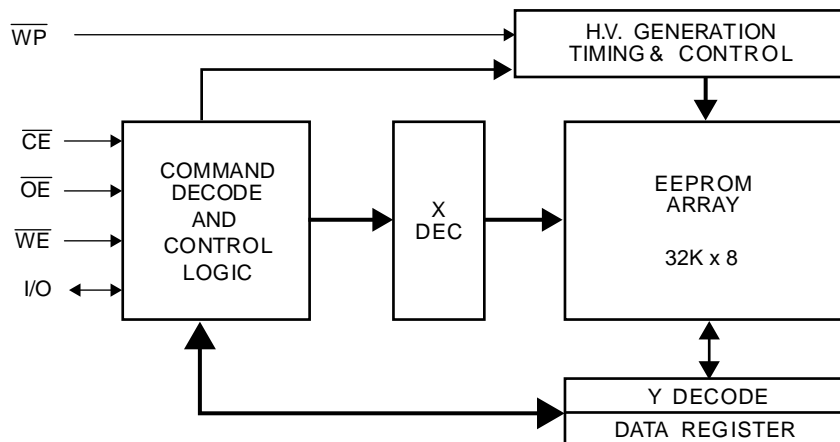 WP
H.V. GENERATION
TIMING & CONTROL
CE
OE
WE
I/O
COMMAND
DECODE
AND
CONTROL
LOGIC
X
DEC
EEPROM
ARRAY
32K x 8
Y DECODE
DATA REGISTER